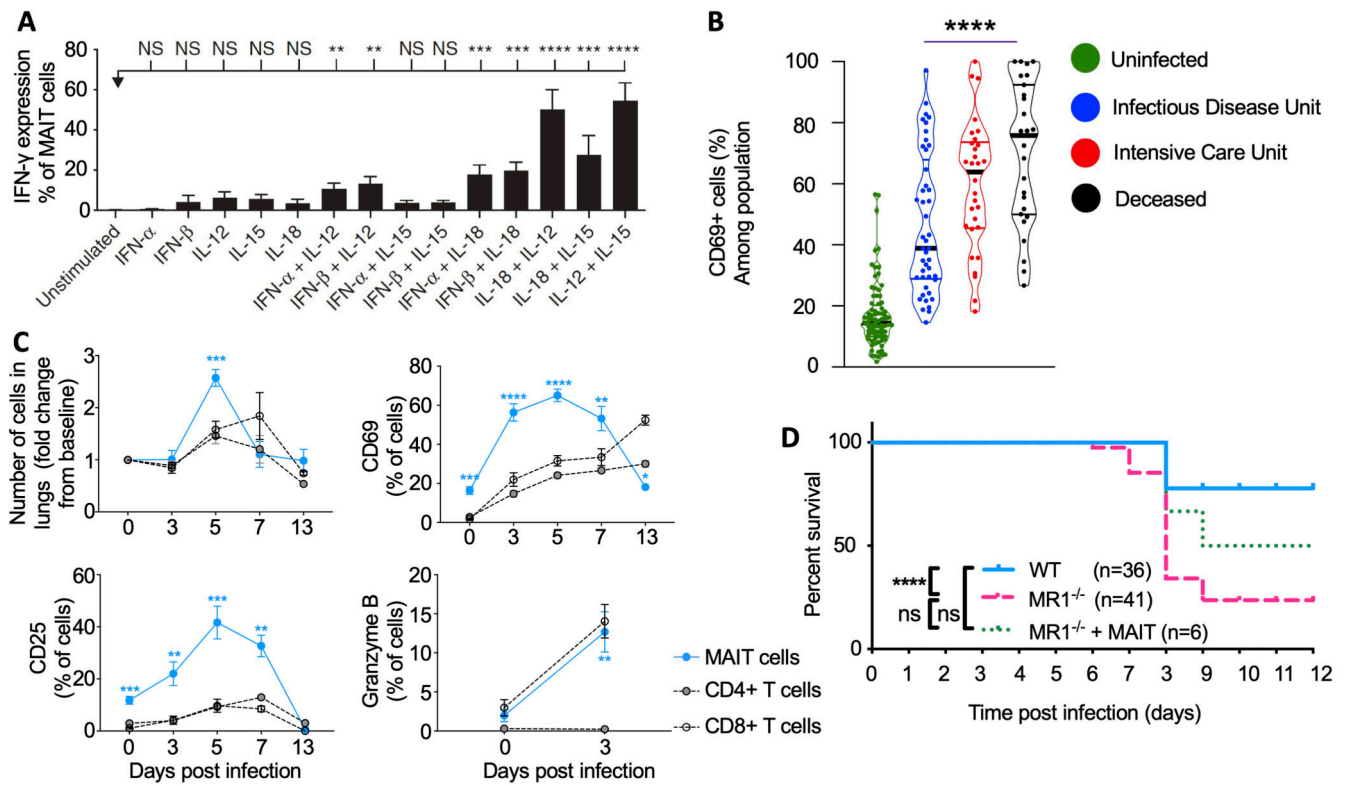 A
IFN-γ expression
% of MAIT cells
80
60
40
20
0
NS NS NS NS NS ** ** NS NS *** *** **** *** ****
Unstimulated
IFN-α
IFN-β
IL-12
IL-15
IL-18
IFN-α + IL-12
IFN-β + IL-12
IFN-α + IL-15
IFN-β + IL-15
IFN-α + IL-18
IFN-β + IL-18
IL-18 + IL-12
IL-18 + IL-15
IL-12 + IL-15
B
****
CD69+ cells (%)
Among population
100
80
60
40
20
0
Uninfected
Infectious Disease Unit
Intensive Care Unit
Deceased
C
Number of cells in
lungs (fold change
from baseline)
3
2
1
0
***
0 3 5 7 13
CD69
(% of cells)
80
60
40
20
0
*** **** **** ** *
0 3 5 7 13
CD25
(% of cells)
60
40
20
0
*** ** *** **
0 3 5 7 13
Days post infection
Granzyme B
(% of cells)
15
10
5
0
**
0 3
Days post infection
MAIT cells
CD4+ T cells
CD8+ T cells
D
Percent survival
100
50
0
**** ns ns
WT (n=36)
MR1-/- (n=41)
MR1-/- + MAIT (n=6)
0 1 2 3 4 5 6 7 3 9 10 11 12
Time post infection (days)